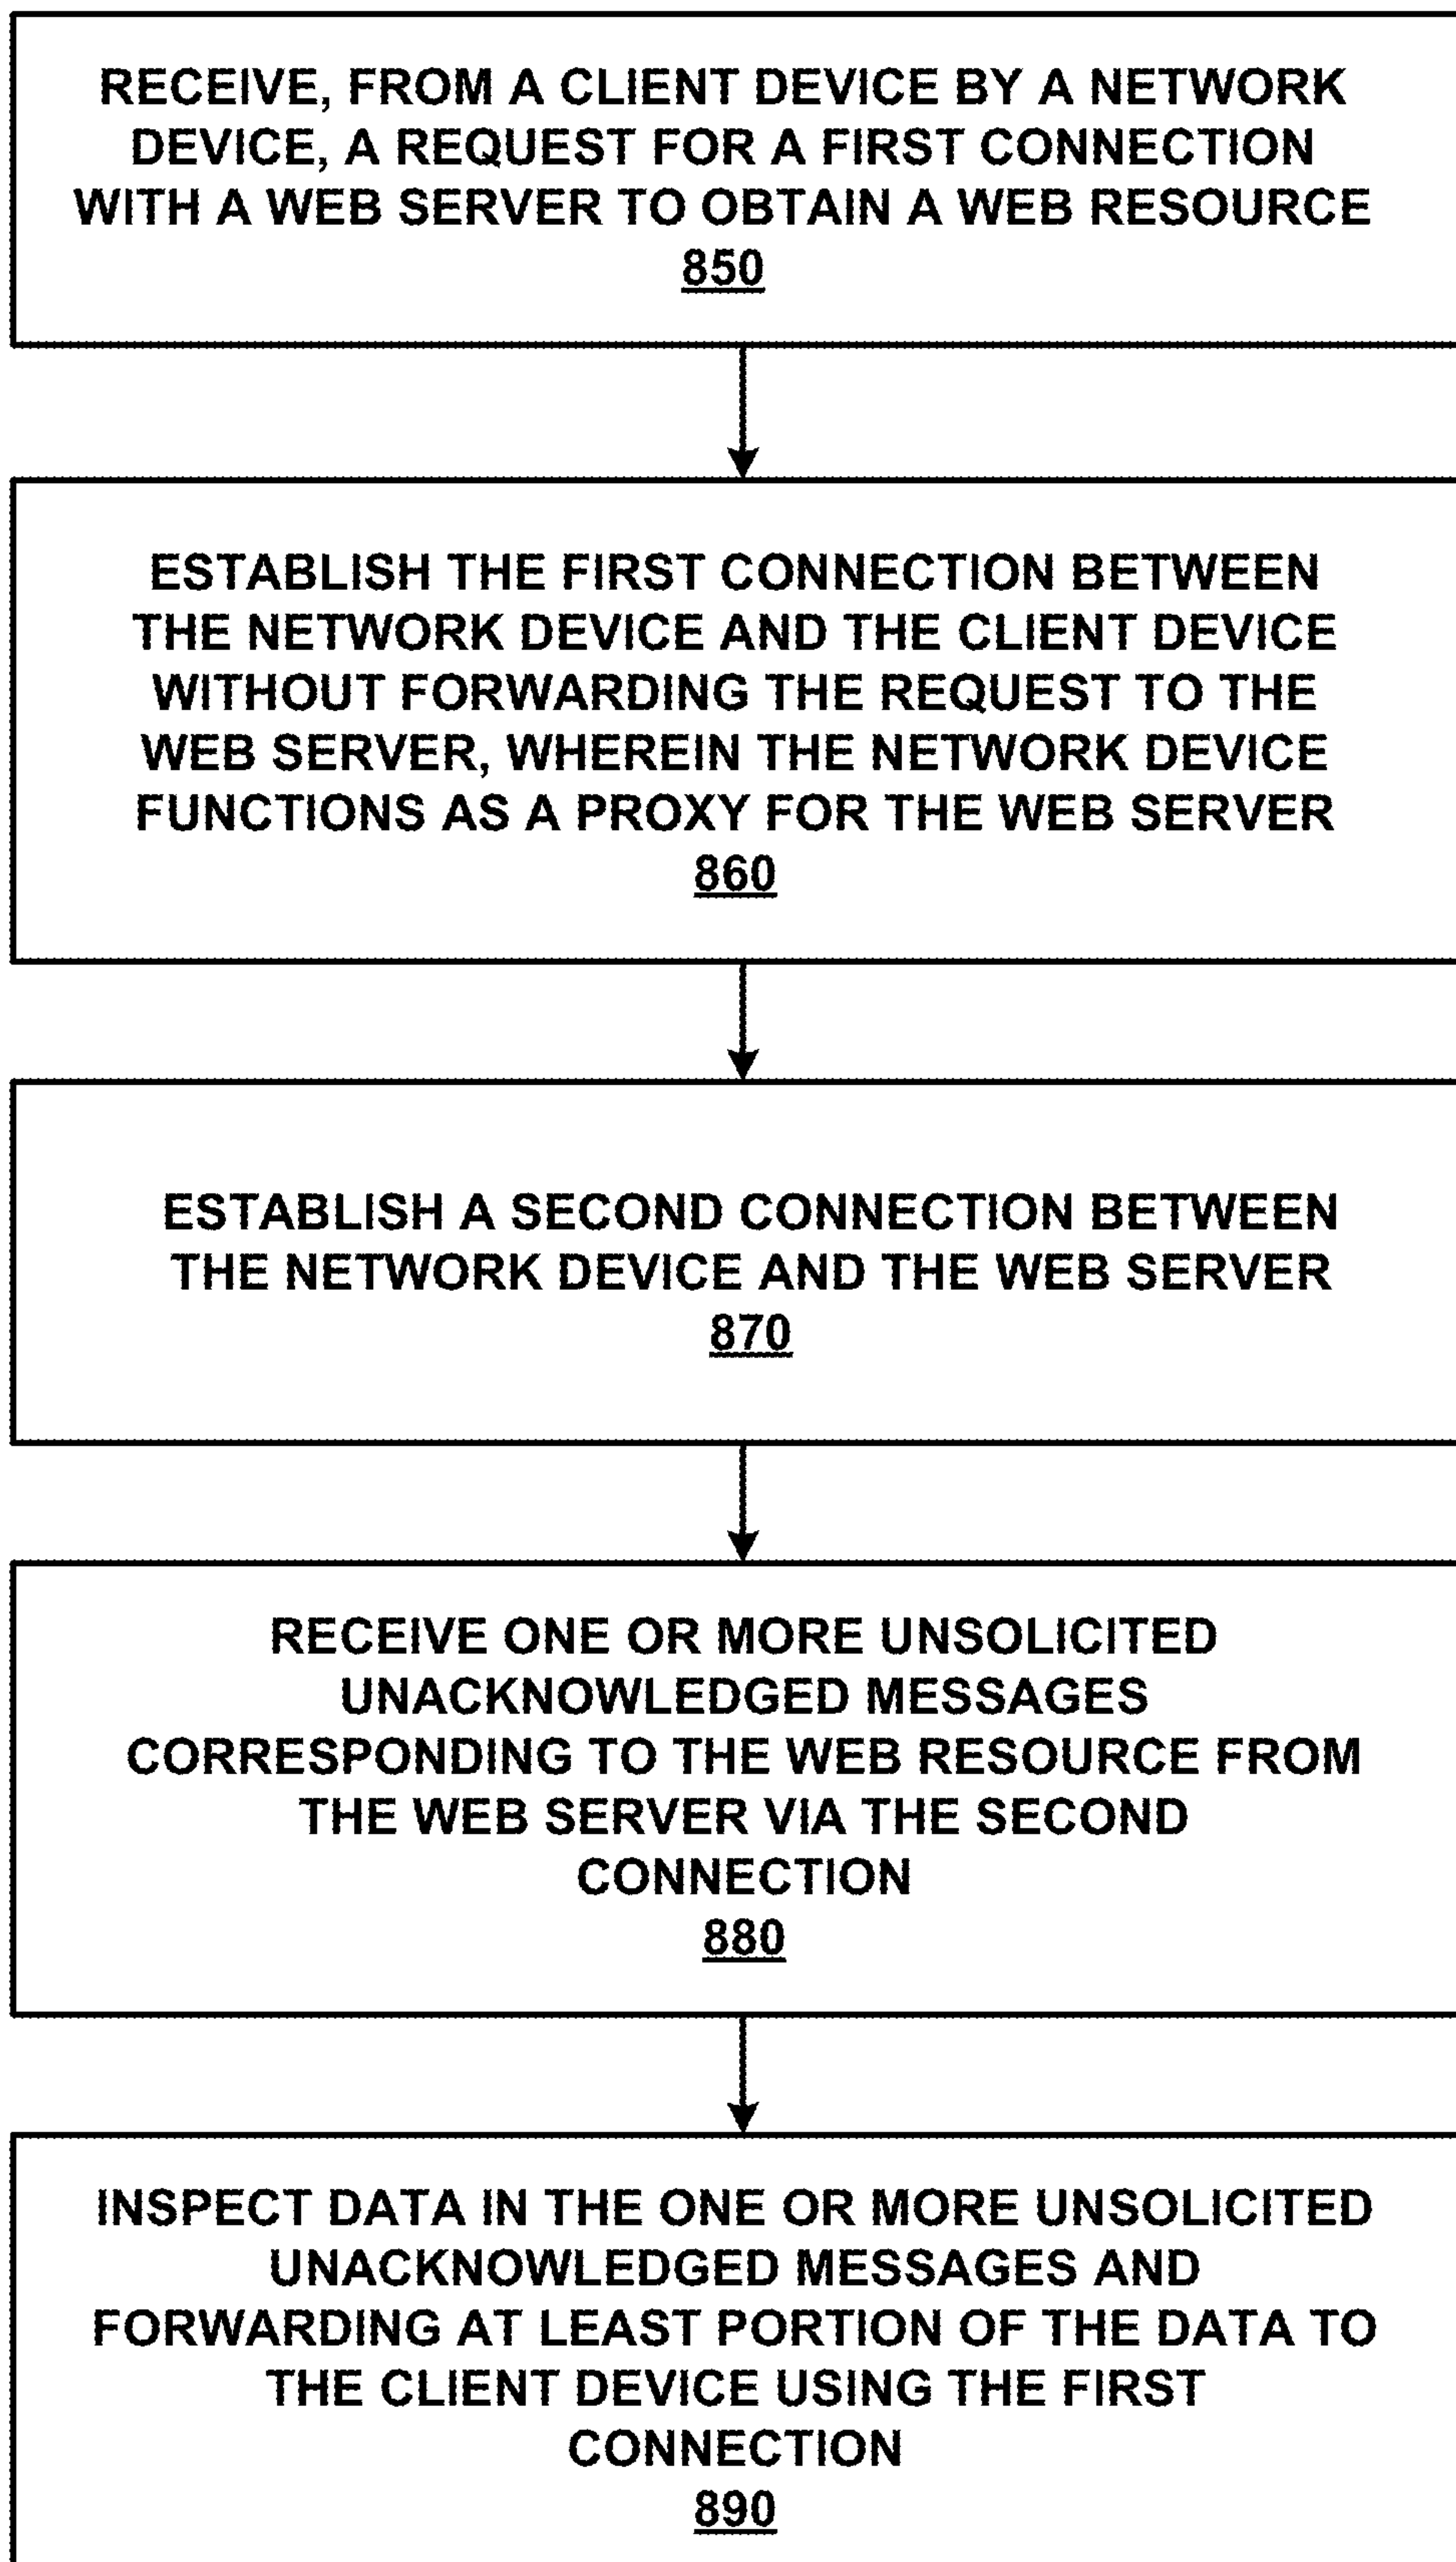 RECEIVE, FROM A CLIENT DEVICE BY A NETWORK
DEVICE, A REQUEST FOR A FIRST CONNECTION
WITH A WEB SERVER TO OBTAIN A WEB RESOURCE
850
ESTABLISH THE FIRST CONNECTION BETWEEN
THE NETWORK DEVICE AND THE CLIENT DEVICE
WITHOUT FORWARDING THE REQUEST TO THE
WEB SERVER, WHEREIN THE NETWORK DEVICE
FUNCTIONS AS A PROXY FOR THE WEB SERVER
860
ESTABLISH A SECOND CONNECTION BETWEEN
THE NETWORK DEVICE AND THE WEB SERVER
870
RECEIVE ONE OR MORE UNSOLICITED
UNACKNOWLEDGED MESSAGES
CORRESPONDING TO THE WEB RESOURCE FROM
THE WEB SERVER VIA THE SECOND
CONNECTION
880
INSPECT DATA IN THE ONE OR MORE UNSOLICITED
UNACKNOWLEDGED MESSAGES AND
FORWARDING AT LEAST PORTION OF THE DATA TO
THE CLIENT DEVICE USING THE FIRST
CONNECTION
890